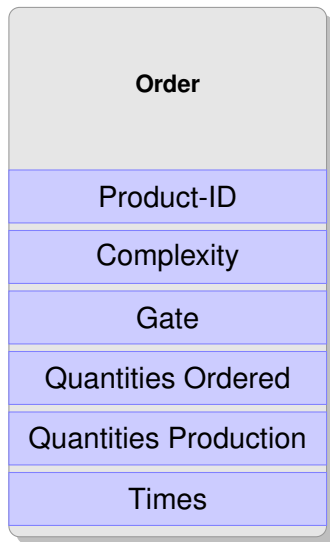 Order
Product-ID
Complexity
Gate
Quantities Ordered
Quantities Production
Times